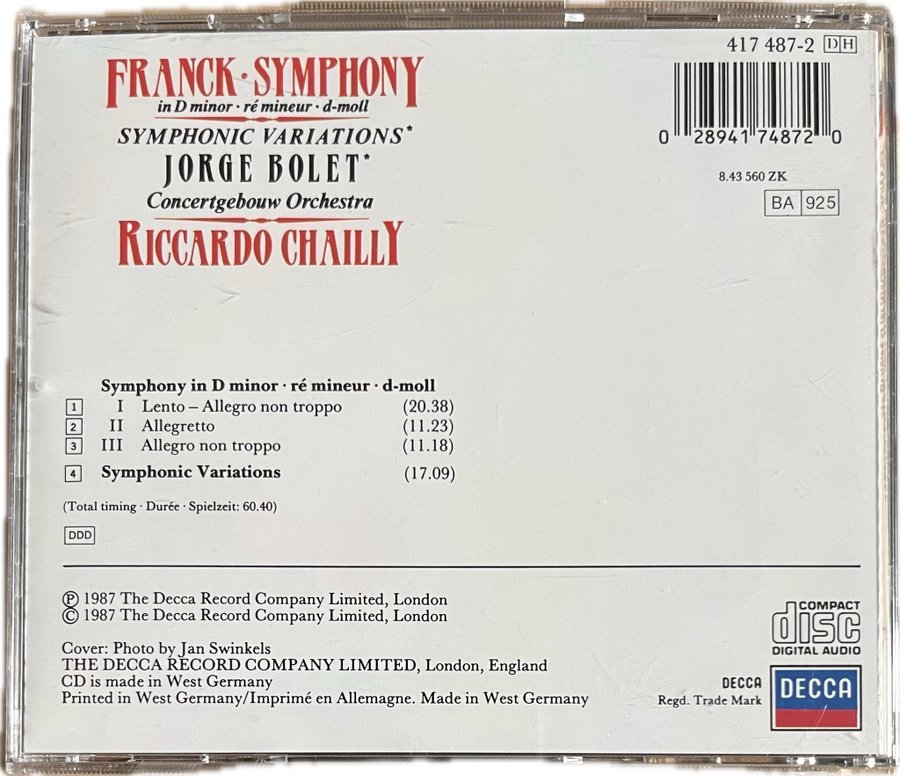 417 487-2 DH
FRANCK · SYMPHONY
in D minor · ré mineur · d-moll
SYMPHONIC VARIATIONS*
JORGE BOLET*
Concertgebouw Orchestra
RICCARDO CHAILLY
0 28941 74872 0
8.43 560 ZK
BA 925
Symphony in D minor · ré mineur · d-moll
1 I Lento – Allegro non troppo (20.38)
2 II Allegretto (11.23)
3 III Allegro non troppo (11.18)
4 Symphonic Variations (17.09)
(Total timing · Durée · Spielzeit: 60.40)
DDD
Ⓟ 1987 The Decca Record Company Limited, London
© 1987 The Decca Record Company Limited, London
Cover: Photo by Jan Swinkels
THE DECCA RECORD COMPANY LIMITED, London, England
CD is made in West Germany
Printed in West Germany/Imprimé en Allemagne. Made in West Germany
COMPACT
disc
DIGITAL AUDIO
DECCA
Regd. Trade Mark
DECCA